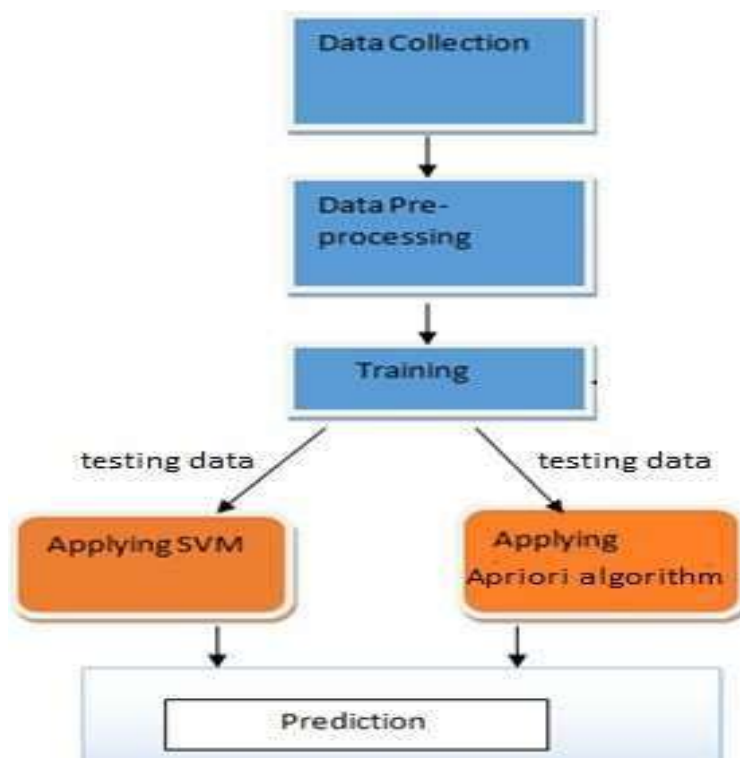 Data Collection
Data Pre-
processing
Training
testing data
testing data
Applying SVM
Applying
Apriori algorithm
Prediction